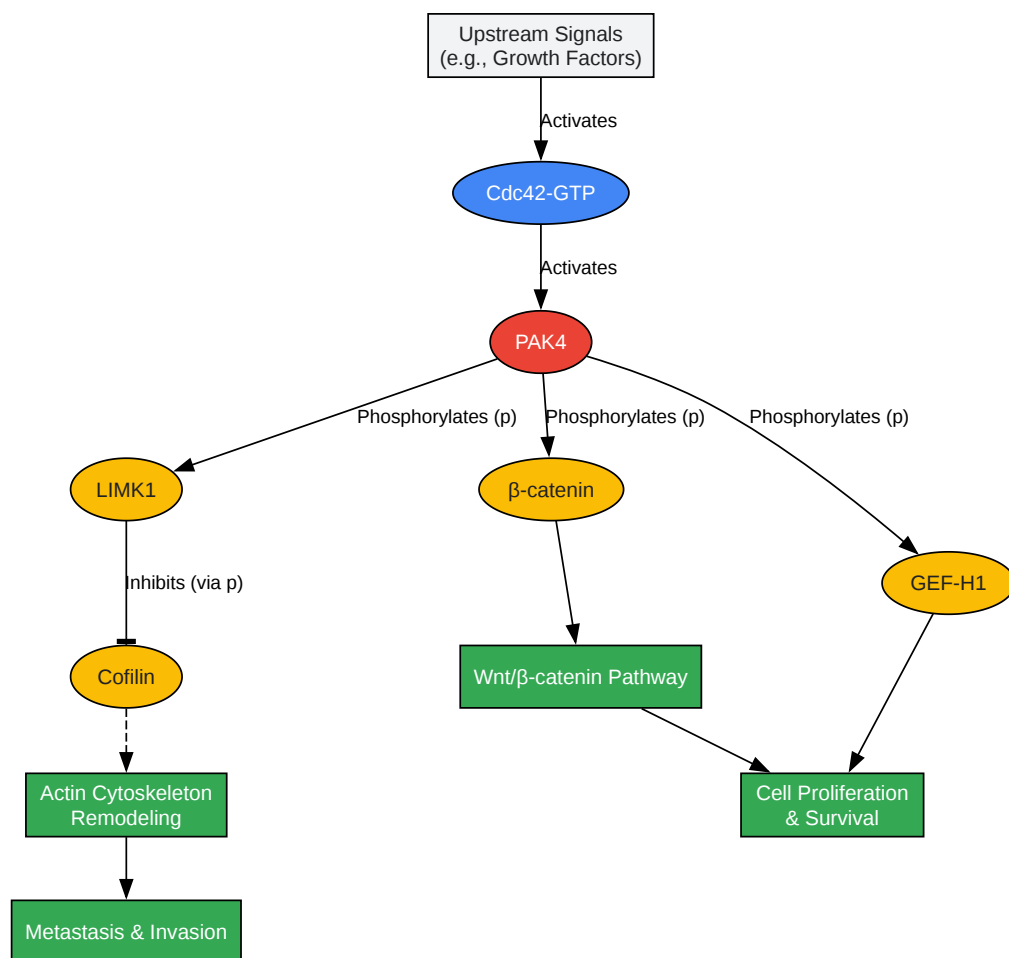 Upstream Signals
(e.g., Growth Factors)
Activates
Cdc42-GTP
Activates
PAK4
Phosphorylates (p)
Phosphorylates (p)
Phosphorylates (p)
LIMK1
β-catenin
GEF-H1
Inhibits (via p)
Cofilin
Wnt/β-catenin Pathway
Actin Cytoskeleton
Remodeling
Cell Proliferation
& Survival
Metastasis & Invasion